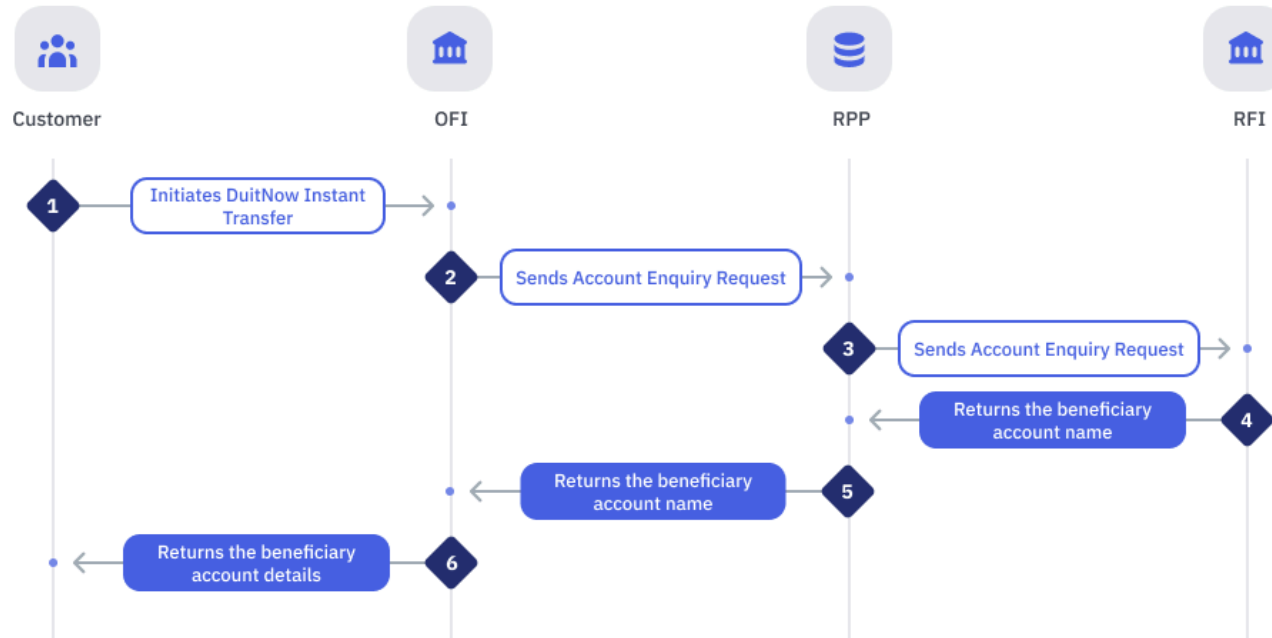 Customer
OFI
RPP
RFI
1
Initiates DuitNow Instant
Transfer
2
Sends Account Enquiry Request
3
Sends Account Enquiry Request
Returns the beneficiary
account name
4
Returns the beneficiary
account name
5
Returns the beneficiary
account details
6